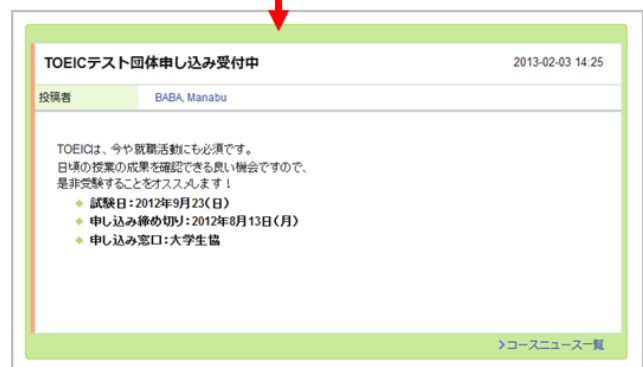 TOEICテスト団体申し込み受付中
2013-02-03 14:25
投稿者
BABA, Manabu
TOEICは、今や就職活動にも必須です。
日頃の授業の成果を確認できる良い機会ですので、
是非受験することをオススメします！
試験日：2012年9月23(日)
申し込み締め切り：2012年8月13日(月)
申し込み窓口：大学生協
コースニュース一覧